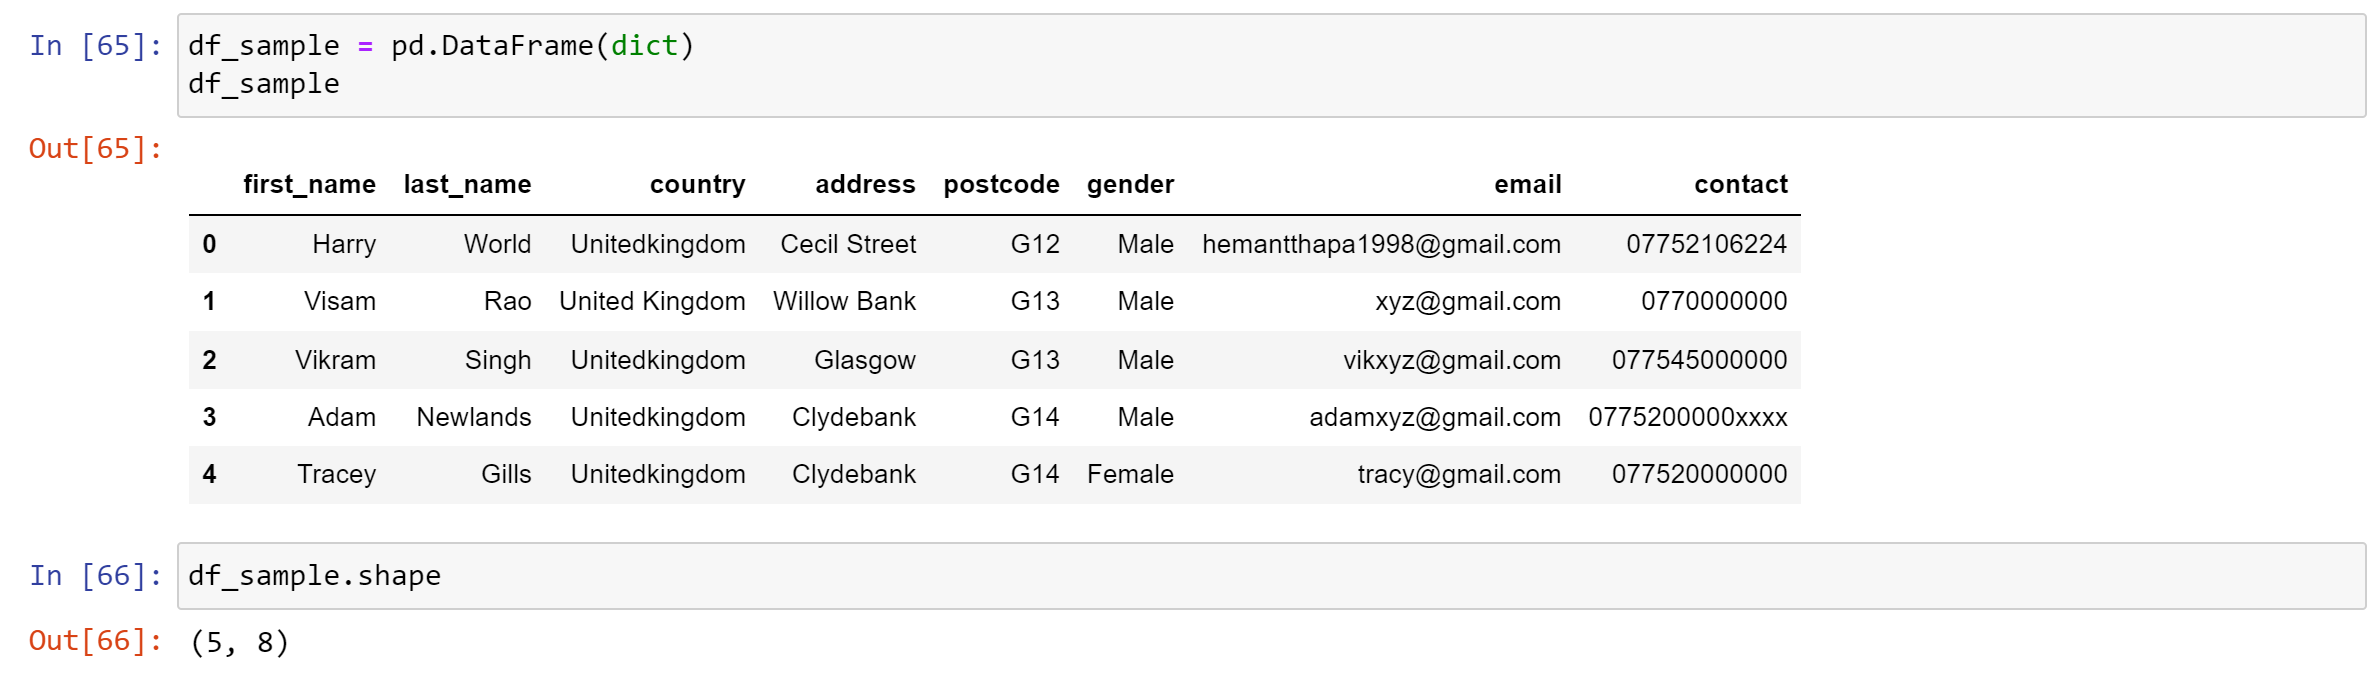 In [65]: df_sample = pd.DataFrame(dict)
df_sample
Out[65]:
first_name last_name country address postcode gender email contact
0 Harry World Unitedkingdom Cecil Street G12 Male hemantthapa1998@gmail.com 07752106224
1 Visam Rao United Kingdom Willow Bank G13 Male xyz@gmail.com 0770000000
2 Vikram Singh Unitedkingdom Glasgow G13 Male vikxyz@gmail.com 077545000000
3 Adam Newlands Unitedkingdom Clydebank G14 Male adamxyz@gmail.com 0775200000xxxx
4 Tracey Gills Unitedkingdom Clydebank G14 Female tracy@gmail.com 077520000000
In [66]: df_sample.shape
Out[66]: (5, 8)